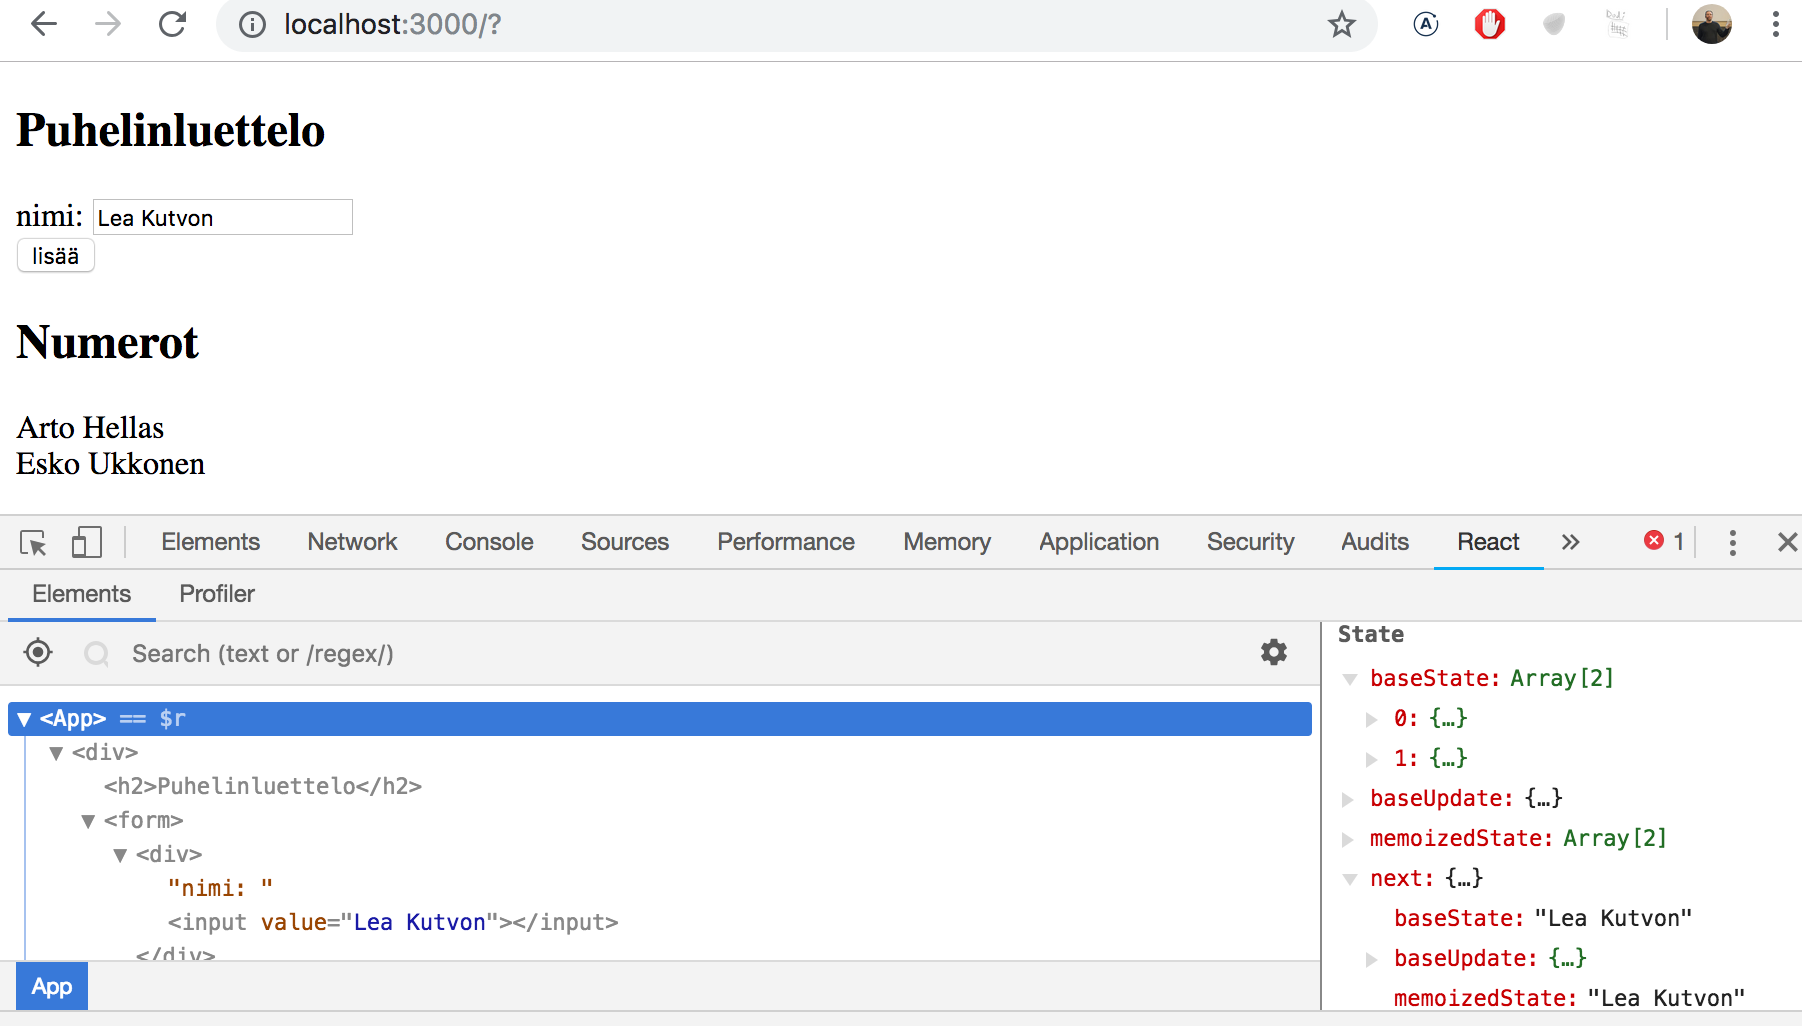 localhost:3000/?
Puhelinluettelo
nimi: Lea Kutvon
lisää
Numerot
Arto Hellas
Esko Ukkonen
Elements Network Console Sources Performance Memory Application Security Audits React » 1
Elements Profiler
Search (text or /regex/)
<App> == $r
<div>
<h2>Puhelinluettelo</h2>
<form>
<div>
"nimi: "
<input value="Lea Kutvon"></input>
</div>
App
State
baseState: Array[2]
0: {…}
1: {…}
baseUpdate: {…}
memoizedState: Array[2]
next: {…}
baseState: "Lea Kutvon"
baseUpdate: {…}
memoizedState: "Lea Kutvon"